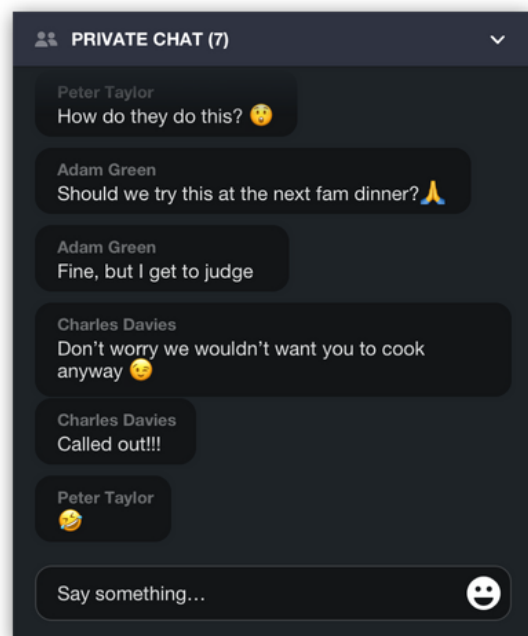 PRIVATE CHAT (7)
Peter Taylor
How do they do this? 😲
Adam Green
Should we try this at the next fam dinner?🙏
Adam Green
Fine, but I get to judge
Charles Davies
Don’t worry we wouldn’t want you to cook
anyway 😉
Charles Davies
Called out!!!
Peter Taylor
🤣
Say something...